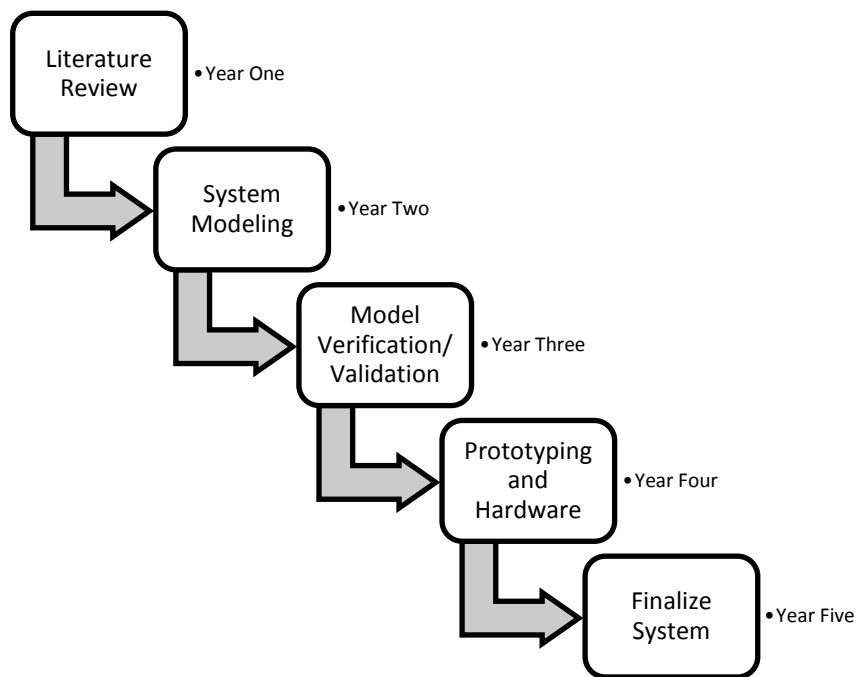 Literature
Review
• Year One
System
Modeling
• Year Two
Model
Verification/
Validation
• Year Three
Prototyping
and
Hardware
• Year Four
Finalize
System
• Year Five